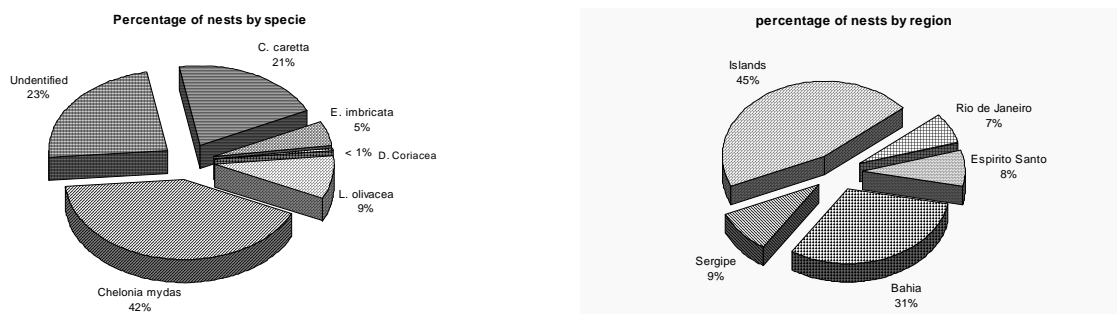 Percentage of nests by specie
C. caretta
21%
Undentified
23%
E. imbricata
5%
< 1% D. Coriacea
L. olivacea
9%
Chelonia mydas
42%
percentage of nests by region
Islands
45%
Rio de Janeiro
7%
Espirito Santo
8%
Sergipe
9%
Bahia
31%